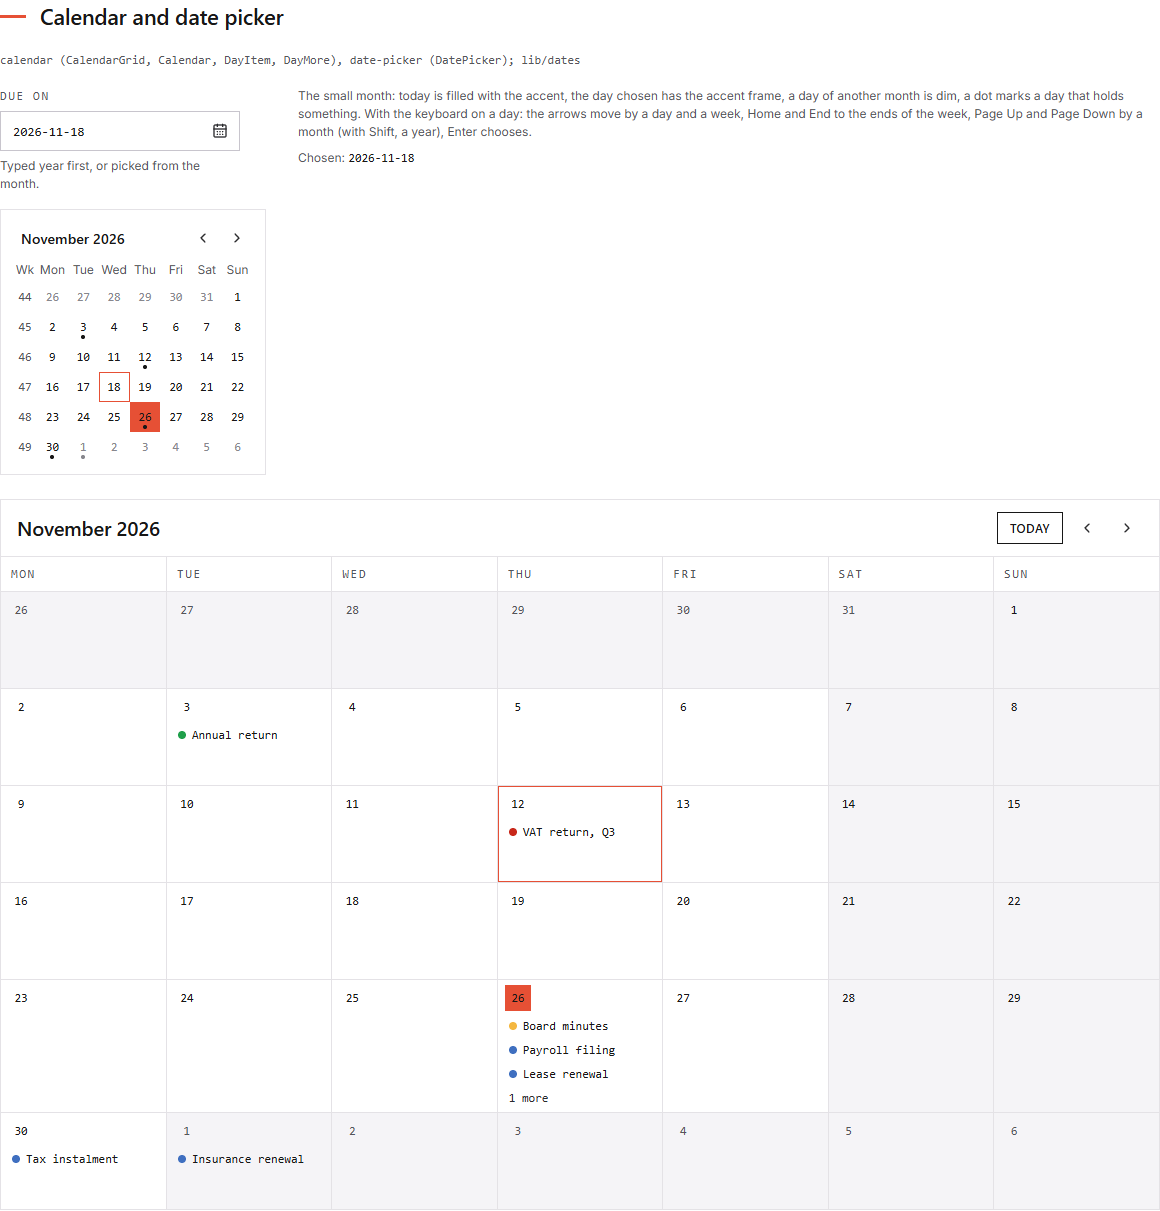 Calendar and date picker
calendar (CalendarGrid, Calendar, DayItem, DayMore), date-picker (DatePicker); lib/dates
DUE ON
2026-11-18
Typed year first, or picked from the
month.
The small month: today is filled with the accent, the day chosen has the accent frame, a day of another month is dim, a dot marks a day that holds
something. With the keyboard on a day: the arrows move by a day and a week, Home and End to the ends of the week, Page Up and Page Down by a
month (with Shift, a year), Enter chooses.
Chosen: 2026-11-18
November 2026
Wk Mon Tue Wed Thu Fri Sat Sun
44 26 27 28 29 30 31 1
45 2 3 4 5 6 7 8
46 9 10 11 12 13 14 15
47 16 17 18 19 20 21 22
48 23 24 25 26 27 28 29
49 30 1 2 3 4 5 6
November 2026
TODAY
MON TUE WED THU FRI SAT SUN
26 27 28 29 30 31 1
2 3 4 5 6 7 8
Annual return
9 10 11 12 13 14 15
VAT return, Q3
16 17 18 19 20 21 22
23 24 25 26 27 28 29
Board minutes
Payroll filing
Lease renewal
1 more
30 1 2 3 4 5 6
Tax instalment Insurance renewal